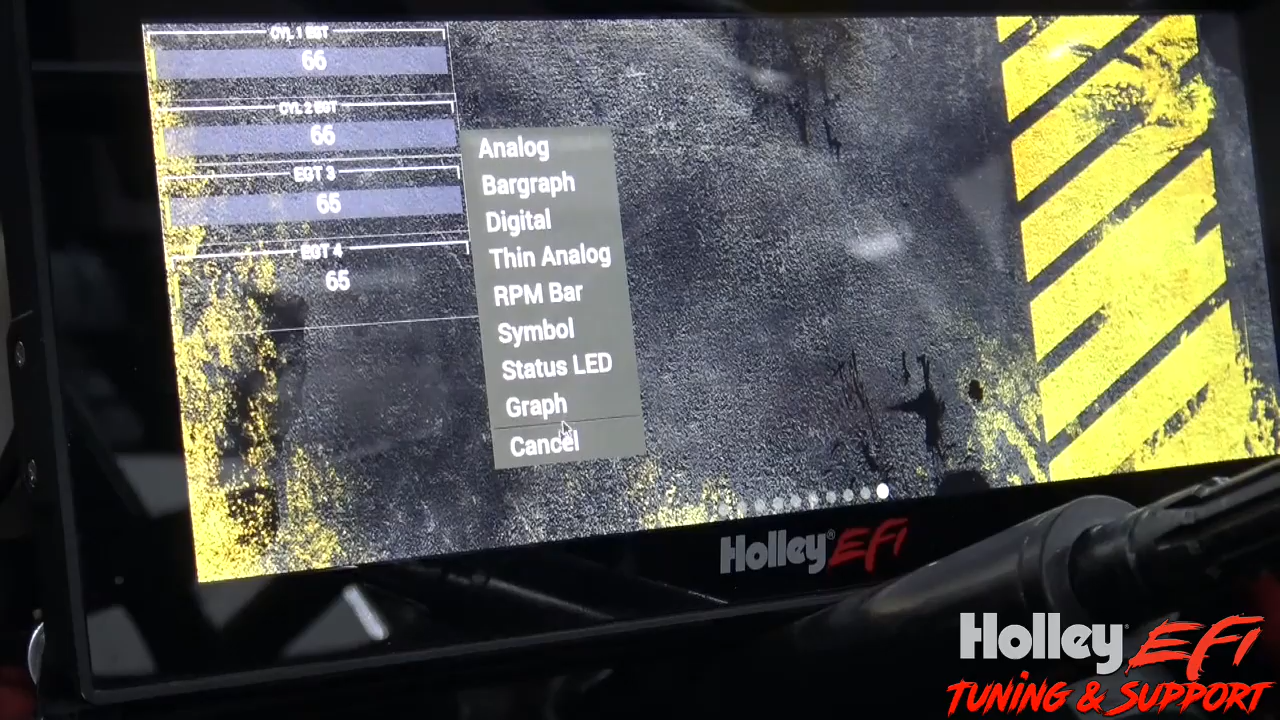 CYL 1 EGT
66
CYL 2 EGT
66
EGT 3
65
EGT 4
65
Analog
Bargraph
Digital
Thin Analog
RPM Bar
Symbol
Status LED
Graph
Cancel
Holley® EFi
Holley® EFi
TUNING & SUPPORT